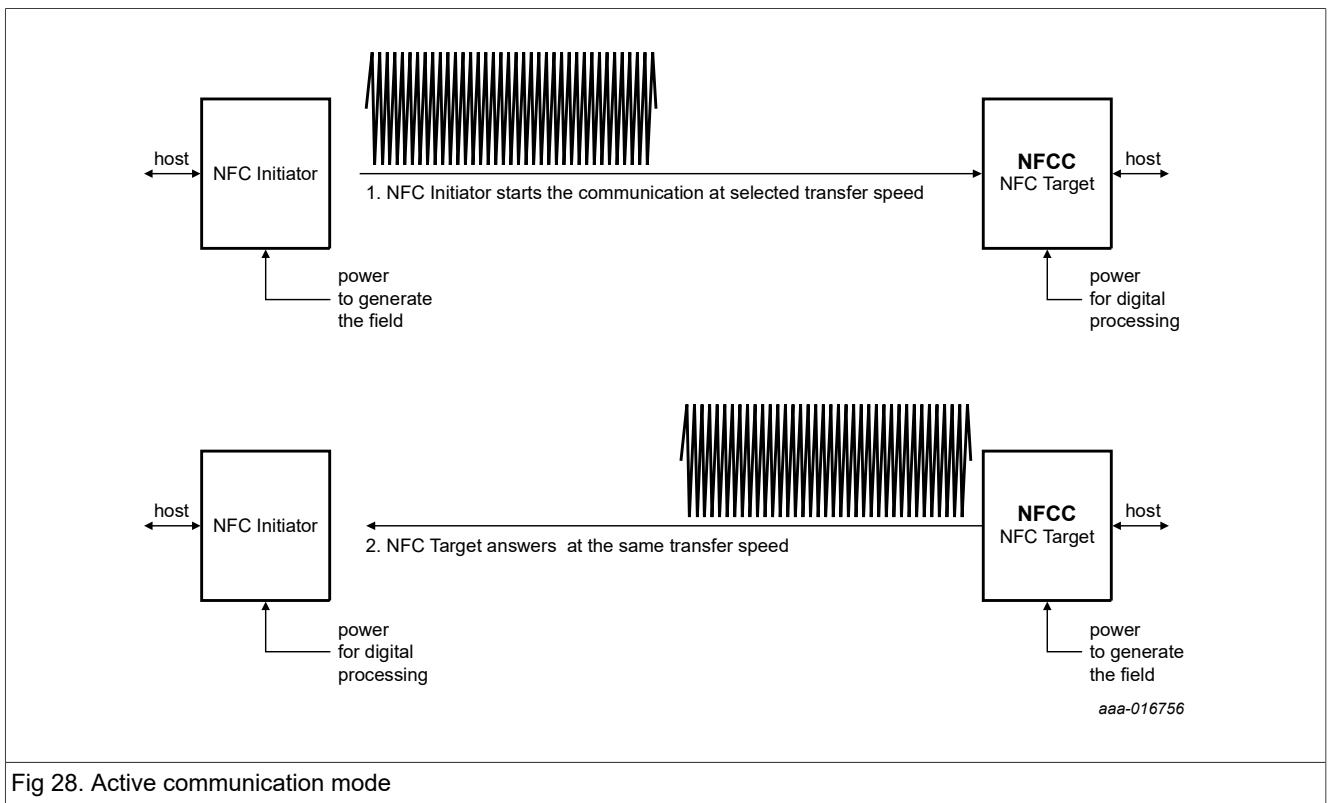 host
NFC Initiator
1. NFC Initiator starts the communication at selected transfer speed
NFCC
NFC Target
host
power
to generate
the field
power
for digital
processing
host
NFC Initiator
2. NFC Target answers at the same transfer speed
NFCC
NFC Target
host
power
for digital
processing
power
to generate
the field
aaa-016756
Fig 28. Active communication mode